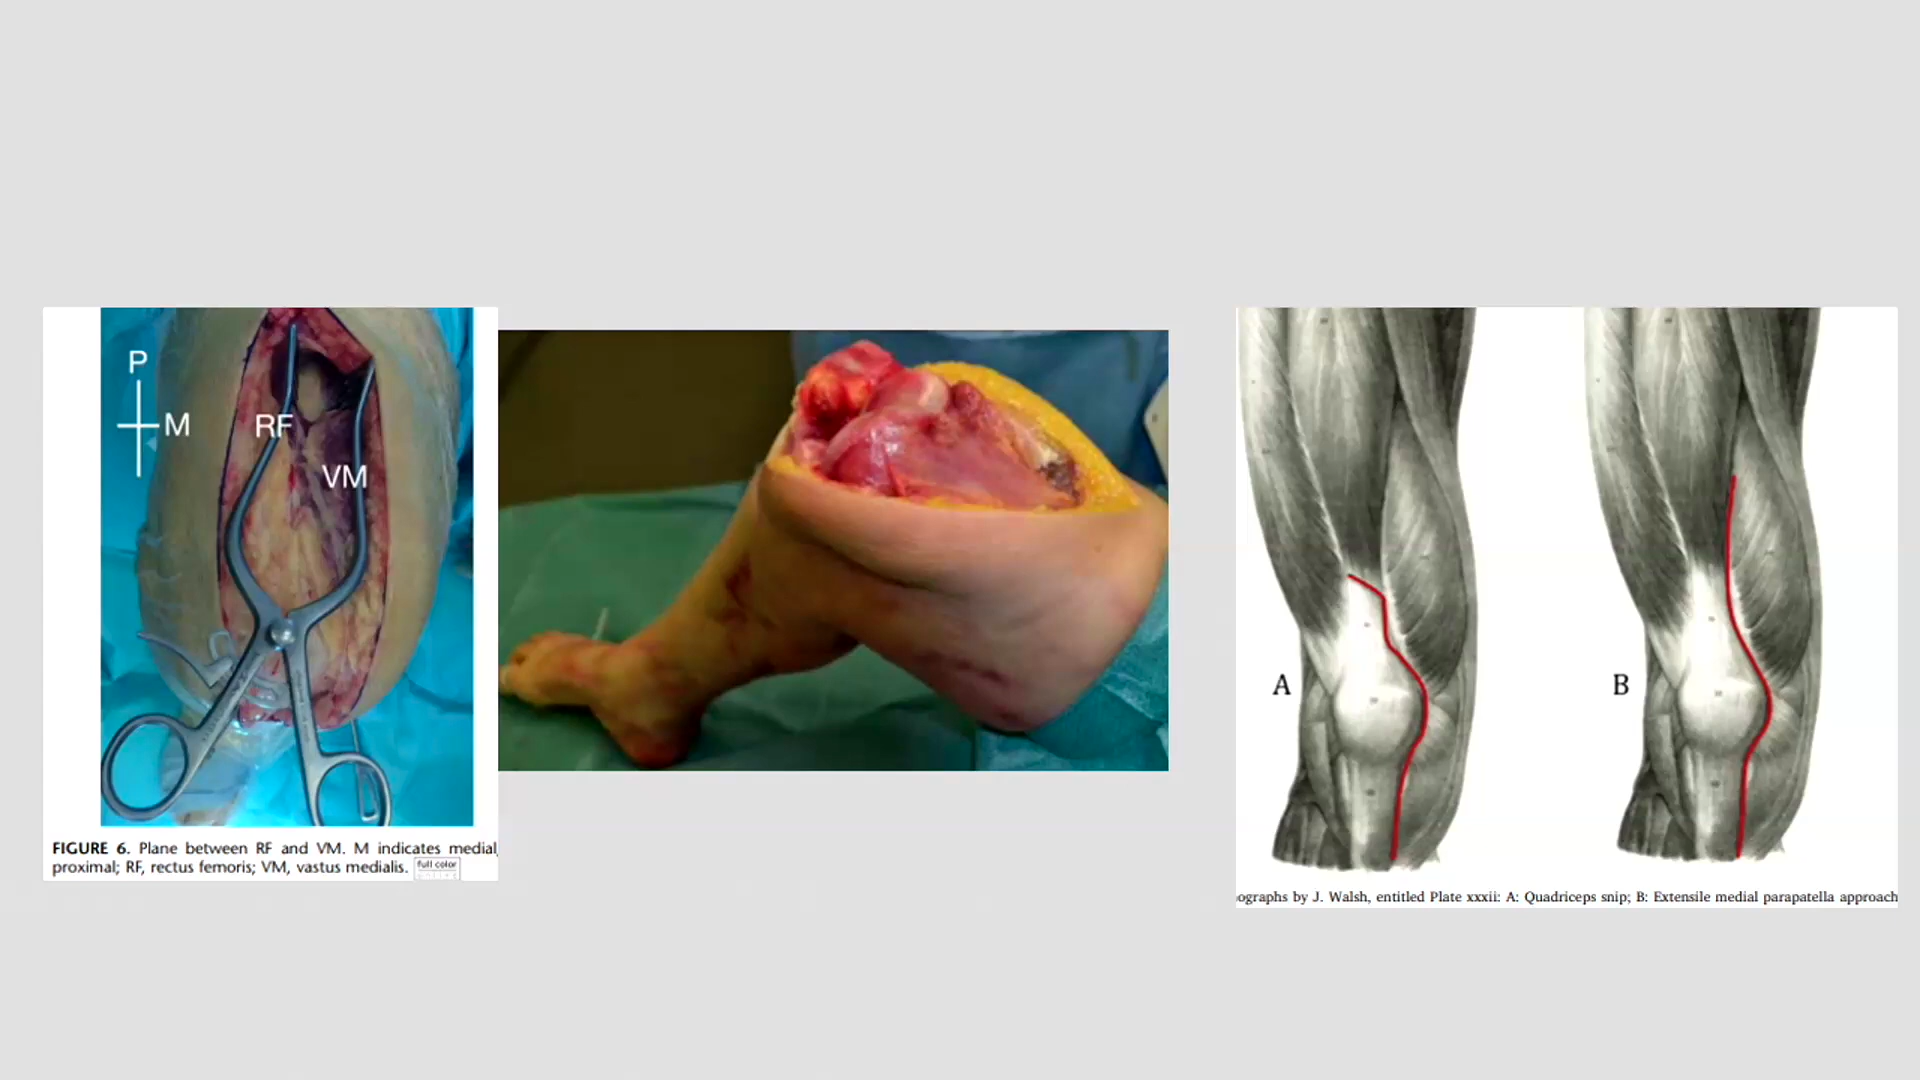 P
M
RF
VM
FIGURE 6. Plane between RF and VM. M indicates medial
proximal; RF, rectus femoris; VM, vastus medialis. full color
A
B
ographs by J. Walsh, entitled Plate xxxii: A: Quadriceps snip; B: Extensile medial parapatella approach